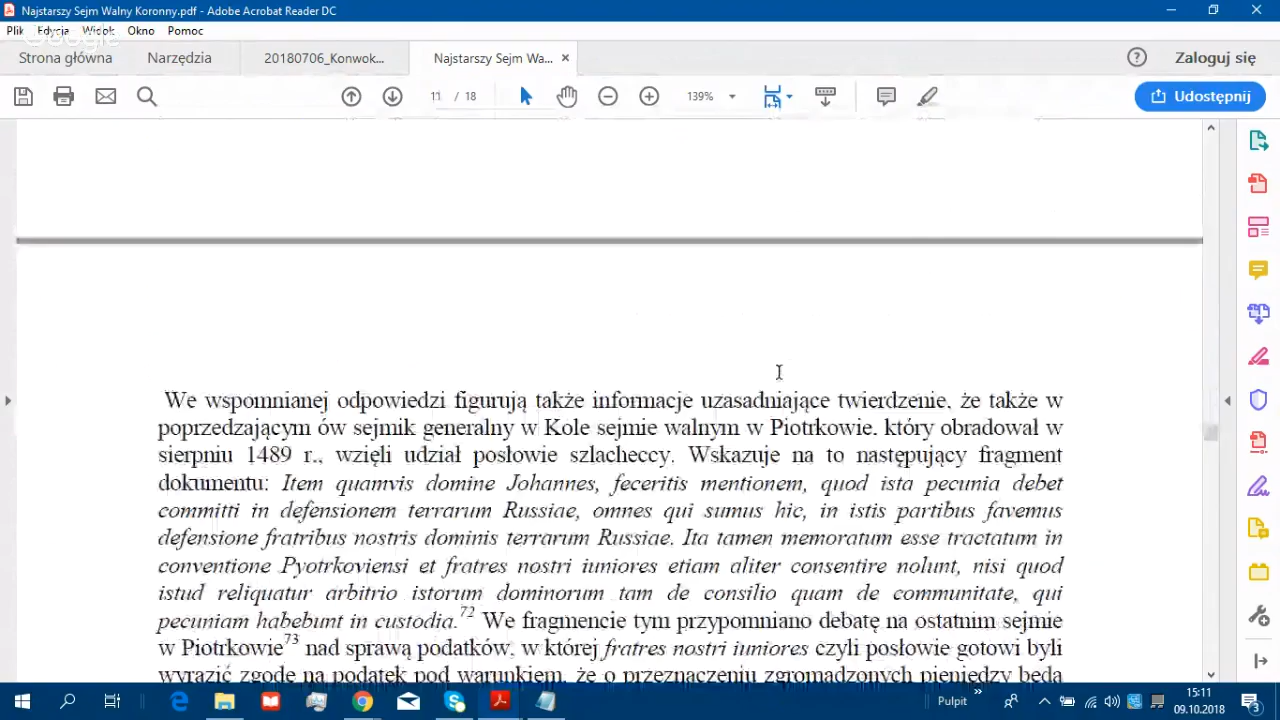 Najstarszy Sejm Walny Koronny.pdf - Adobe Acrobat Reader DC
Plik Edycja Widok Okno Pomoc
Google
Strona główna Narzędzia 20180706_Konwok... Najstarszy Sejm Wa... × Zaloguj się
11 / 18 139% Udostępnij
We wspomnianej odpowiedzi figurują także informacje uzasadniające twierdzenie, że także w
poprzedzającym ów sejmik generalny w Kole sejmie walnym w Piotrkowie, który obradował w
sierpniu 1489 r., wzięli udział posłowie szlacheccy. Wskazuje na to następujący fragment
dokumentu: Item quamvis domine Johannes, feceritis mentionem, quod ista pecunia debet
committi in defensionem terrarum Russiae, omnes qui sumus hic, in istis partibus favemus
defensione fratribus nostris dominis terrarum Russiae. Ita tamen memoratum esse tractatum in
conventione Pyotrkoviensi et fratres nostri iuniores etiam aliter consentire nolunt, nisi quod
istud reliquatur arbitrio istorum dominorum tam de consilio quam de communitate, qui
pecuniam habebunt in custodia.72 We fragmencie tym przypomniano debatę na ostatnim sejmie
w Piotrkowie73 nad sprawą podatków, w której fratres nostri iuniores czyli posłowie gotowi byli
wyrazić zgodę na podatek pod warunkiem, że o przeznaczeniu zgromadzonych pieniędzy będą
Pulpit » 15:11
09.10.2018 3